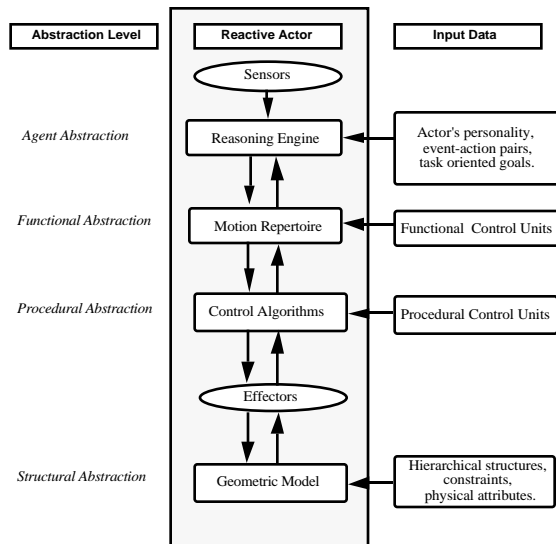 Abstraction Level
Reactive Actor
Input Data
Sensors
Agent Abstraction
Reasoning Engine
Actor's personality,
event-action pairs,
task oriented goals.
Functional Abstraction
Motion Repertoire
Functional Control Units
Procedural Abstraction
Control Algorithms
Procedural Control Units
Effectors
Structural Abstraction
Geometric Model
Hierarchical structures,
constraints,
physical attributes.